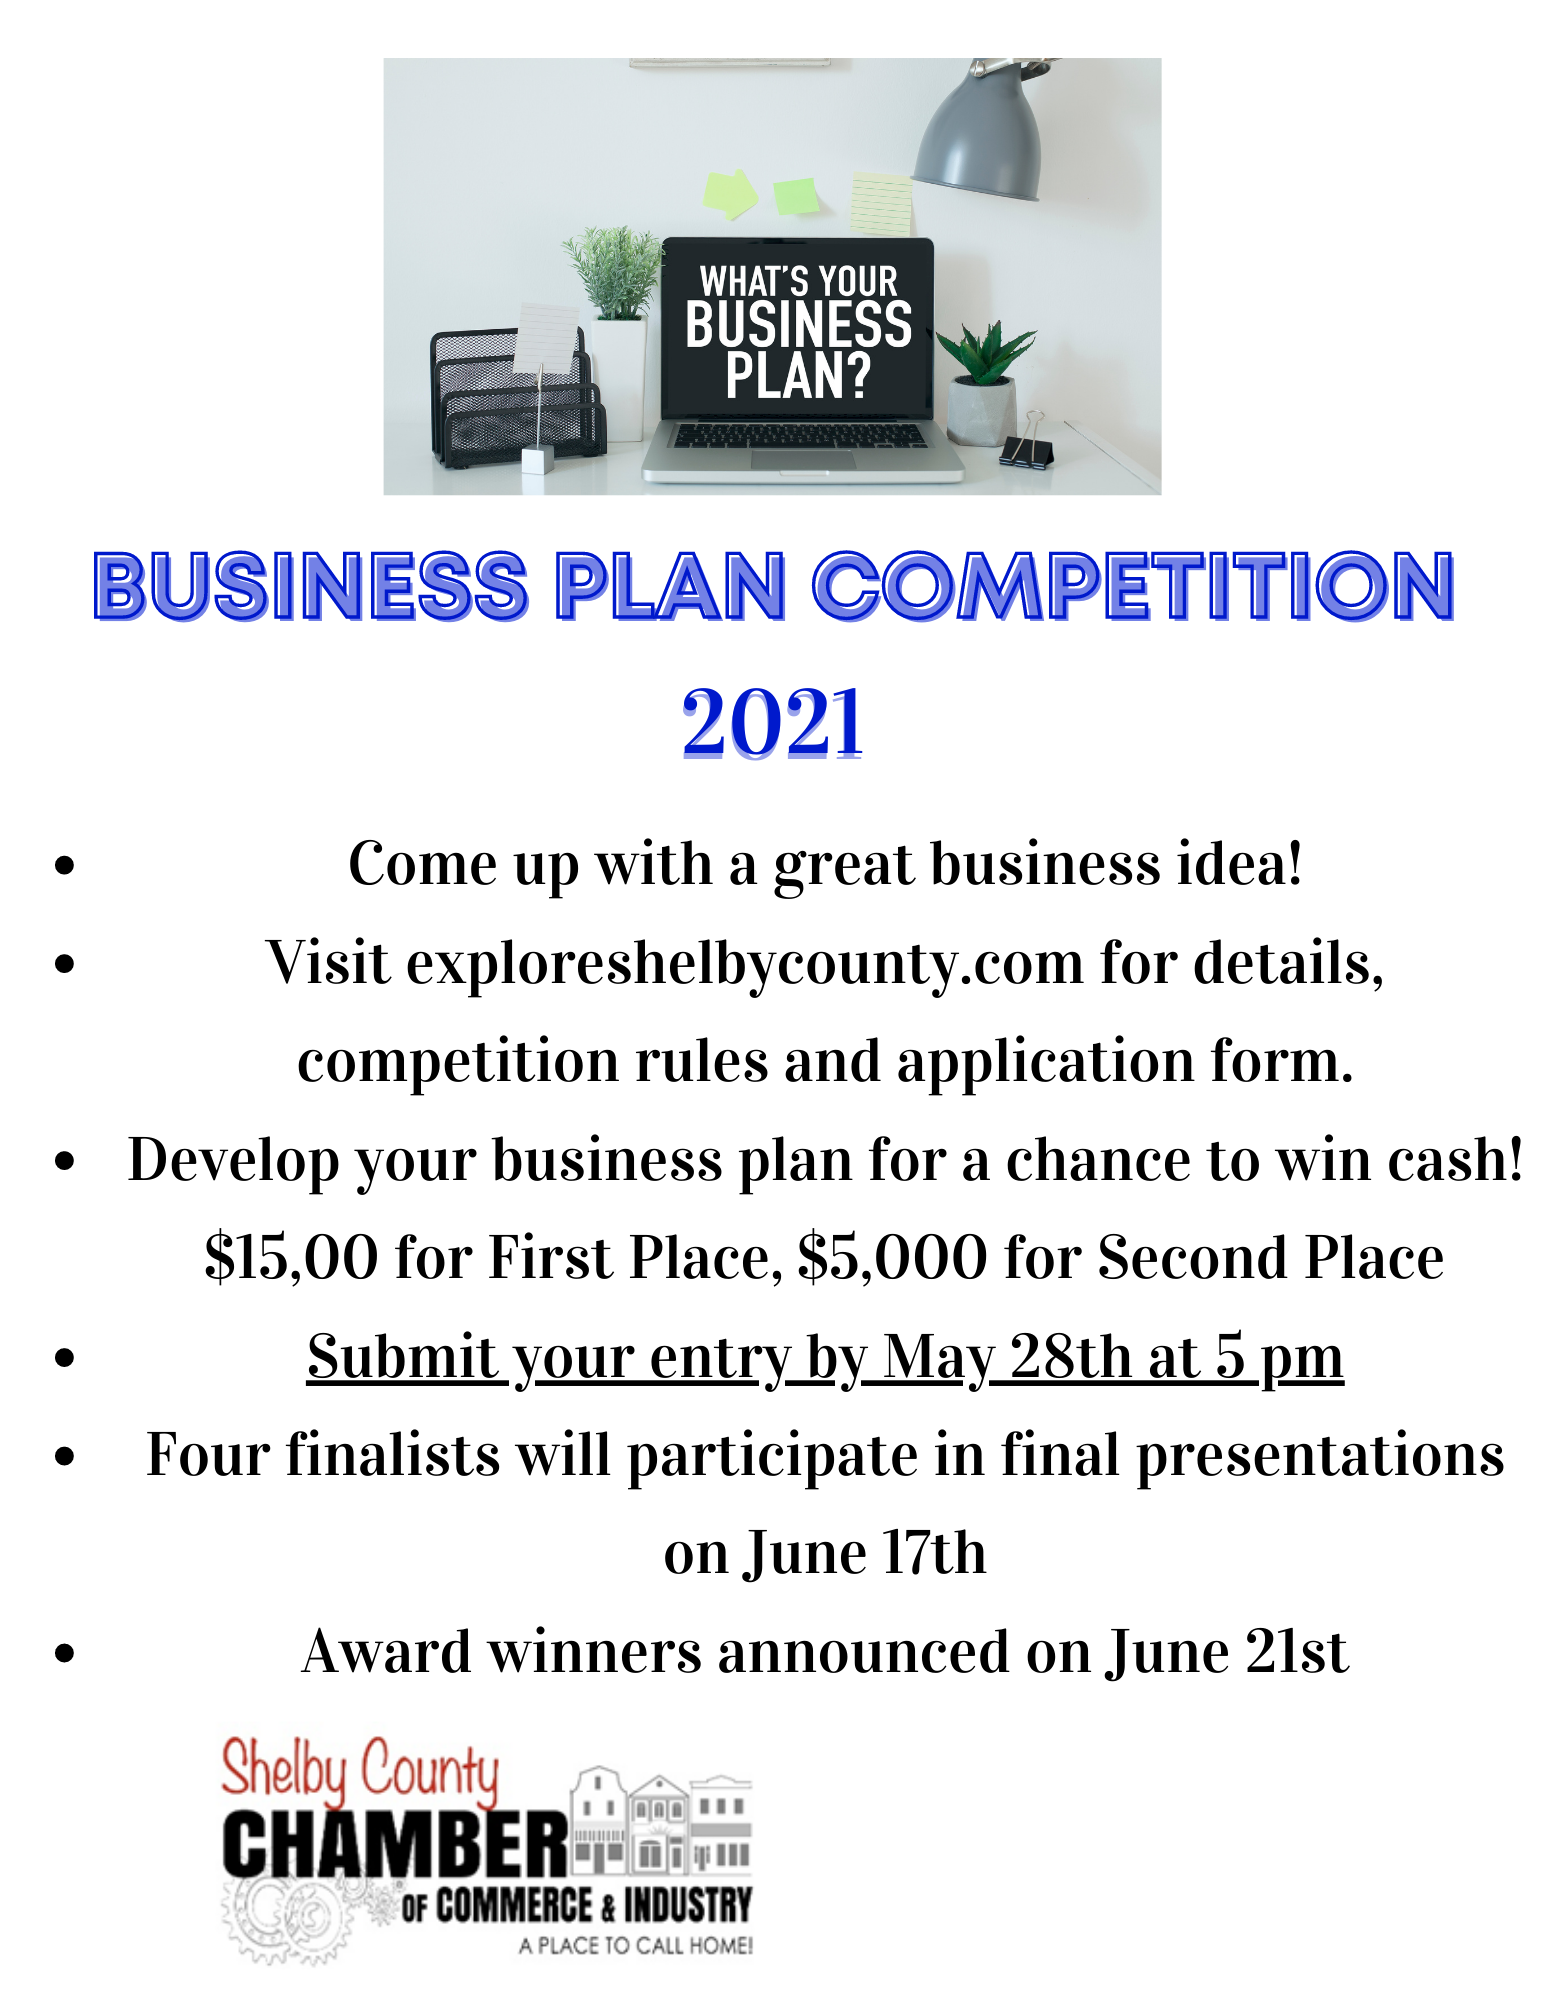 WHAT'S YOUR
BUSINESS
PLAN?
BUSINESS PLAN COMPETITION
2021
• Come up with a great business idea!
• Visit exploreshelbycounty.com for details,
competition rules and application form.
• Develop your business plan for a chance to win cash!
$15,00 for First Place, $5,000 for Second Place
• Submit your entry by May 28th at 5 pm
• Four finalists will participate in final presentations
on June 17th
• Award winners announced on June 21st
Shelby County
CHAMBER
OF COMMERCE & INDUSTRY
A PLACE TO CALL HOME!